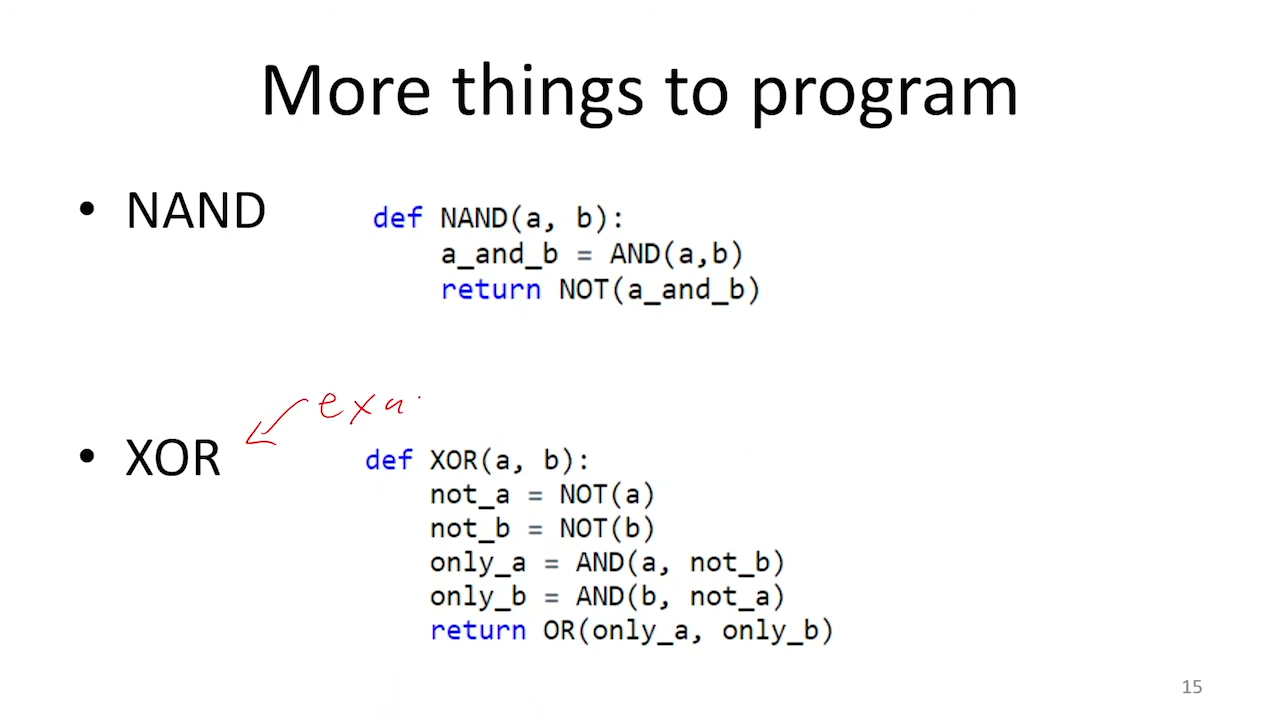 More things to program
• NAND
def NAND(a, b):
a_and_b = AND(a,b)
return NOT(a_and_b)
exa
• XOR
def XOR(a, b):
not_a = NOT(a)
not_b = NOT(b)
only_a = AND(a, not_b)
only_b = AND(b, not_a)
return OR(only_a, only_b)
15